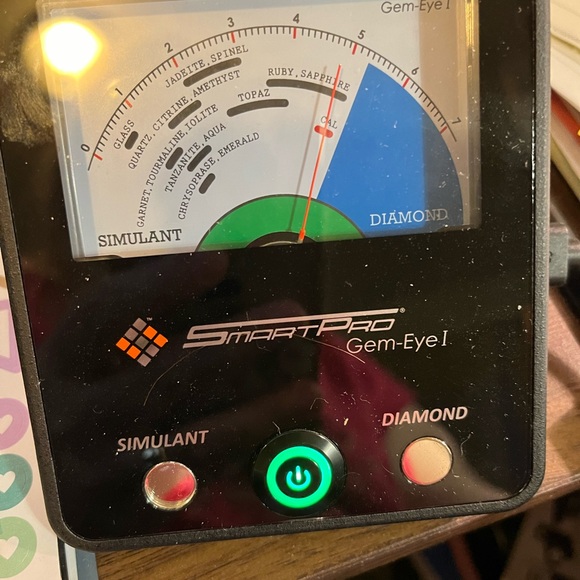 Gem-Eye I
0 1 2 3 4 5 6 7
GLASS
QUARTZ, CITRINE, AMETHYST
JADEITE, SPINEL
RUBY, SAPPHIRE
TOPAZ
GARNET, TOURMALINE, IOLITE
TANZANITE, AQUA
CHRYSOPRASE, EMERALD
CAL
SIMULANT
DIAMOND
SMARTPRO®
Gem-Eye I
SIMULANT
DIAMOND